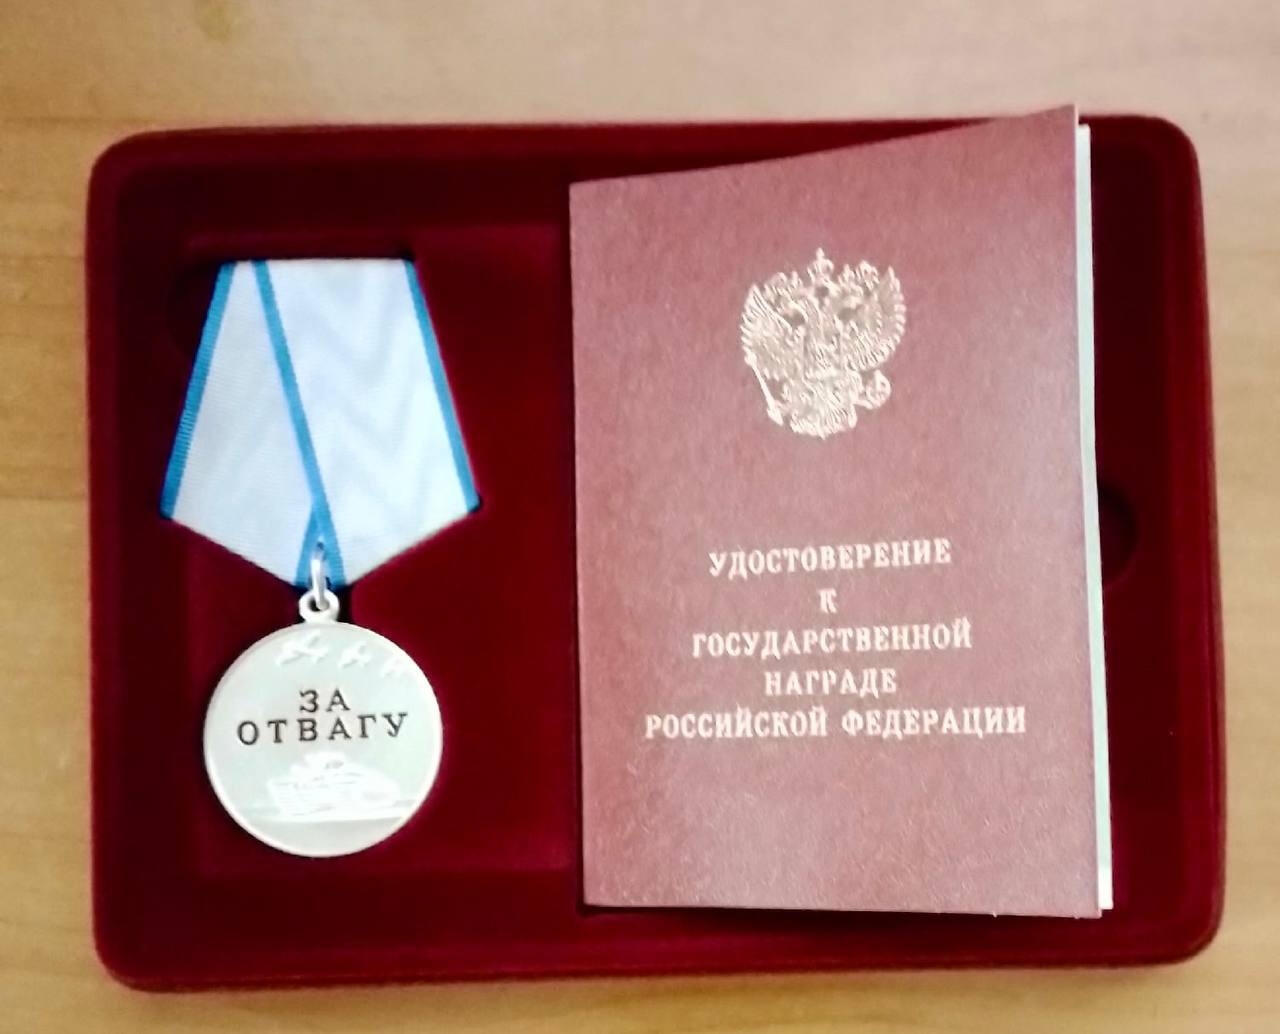 ЗА
ОТВАГУ
УДОСТОВЕРЕНИЕ
К
ГОСУДАРСТВЕННОЙ
НАГРАДЕ
РОССИЙСКОЙ ФЕДЕРАЦИИ